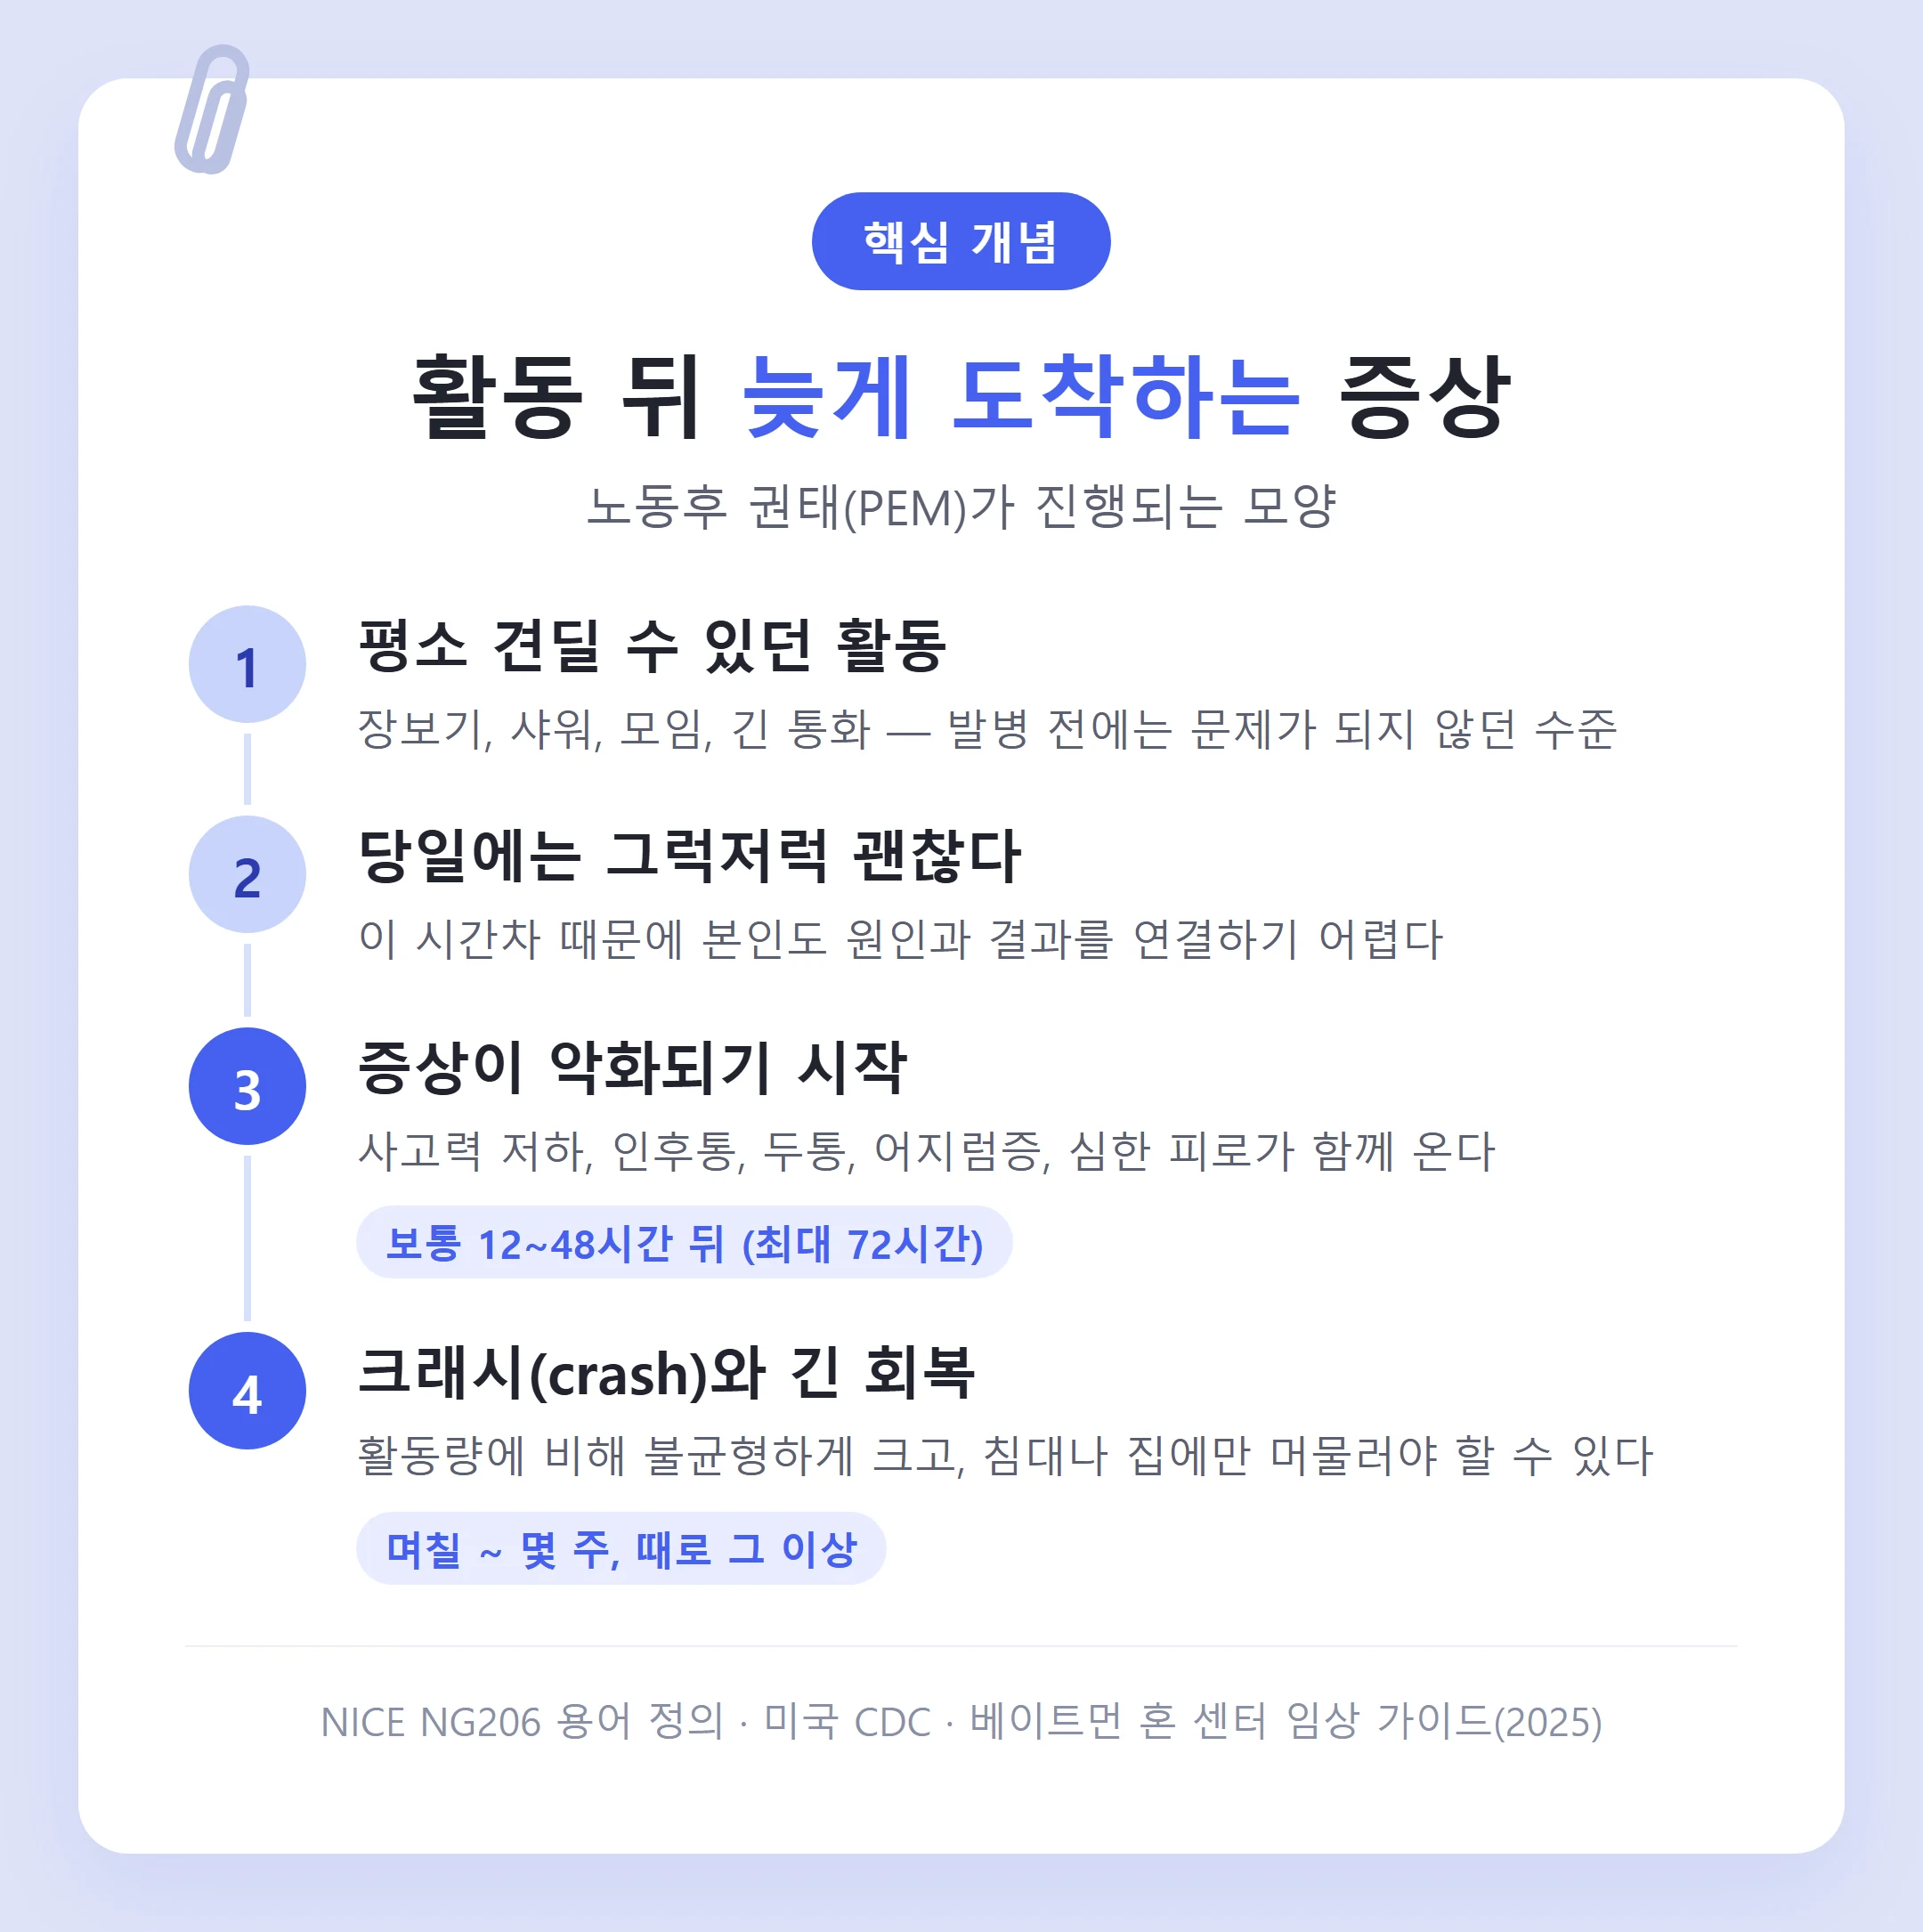 핵심 개념
활동 뒤 늦게 도착하는 증상
노동후 권태(PEM)가 진행되는 모양
1
평소 견딜 수 있던 활동
장보기, 샤워, 모임, 긴 통화 — 발병 전에는 문제가 되지 않던 수준
2
당일에는 그럭저럭 괜찮다
이 시간차 때문에 본인도 원인과 결과를 연결하기 어렵다
3
증상이 악화되기 시작
사고력 저하, 인후통, 두통, 어지럼증, 심한 피로가 함께 온다
보통 12~48시간 뒤 (최대 72시간)
4
크래시(crash)와 긴 회복
활동량에 비해 불균형하게 크고, 침대나 집에만 머물러야 할 수 있다
며칠 ~ 몇 주, 때로 그 이상
NICE NG206 용어 정의 · 미국 CDC · 베이트먼 혼 센터 임상 가이드(2025)